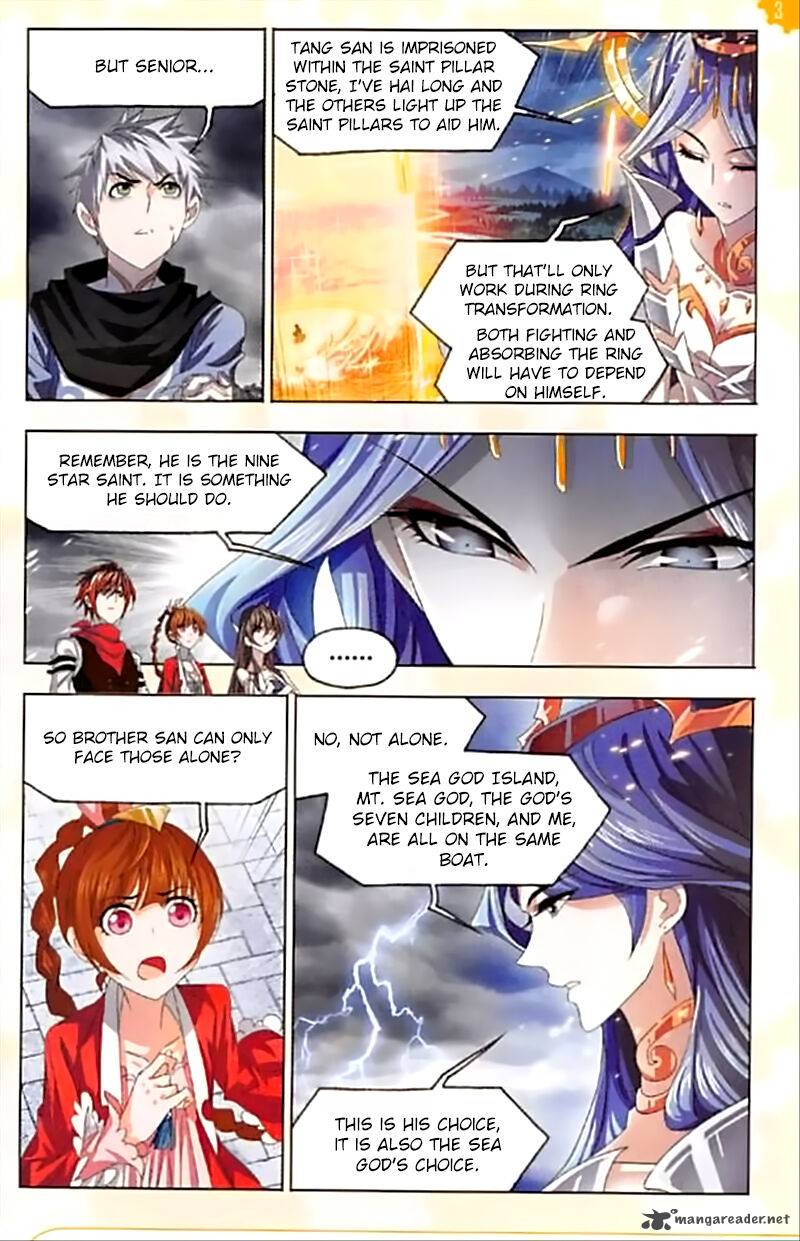 3
BUT SENIOR...
TANG SAN IS IMPRISONED
WITHIN THE SAINT PILLAR
STONE, I'VE HAI LONG AND
THE OTHERS LIGHT UP THE
SAINT PILLARS TO AID HIM.
BUT THAT'LL ONLY
WORK DURING RING
TRANSFORMATION.
BOTH FIGHTING AND
ABSORBING THE RING
WILL HAVE TO DEPEND
ON HIMSELF.
REMEMBER, HE IS THE NINE
STAR SAINT. IT IS SOMETHING
HE SHOULD DO.
......
SO BROTHER SAN CAN ONLY
FACE THOSE ALONE?
NO, NOT ALONE.
THE SEA GOD ISLAND,
MT. SEA GOD, THE GOD'S
SEVEN CHILDREN, AND ME,
ARE ALL ON THE SAME
BOAT.
THIS IS HIS CHOICE,
IT IS ALSO THE SEA
GOD'S CHOICE.
mangareader.net